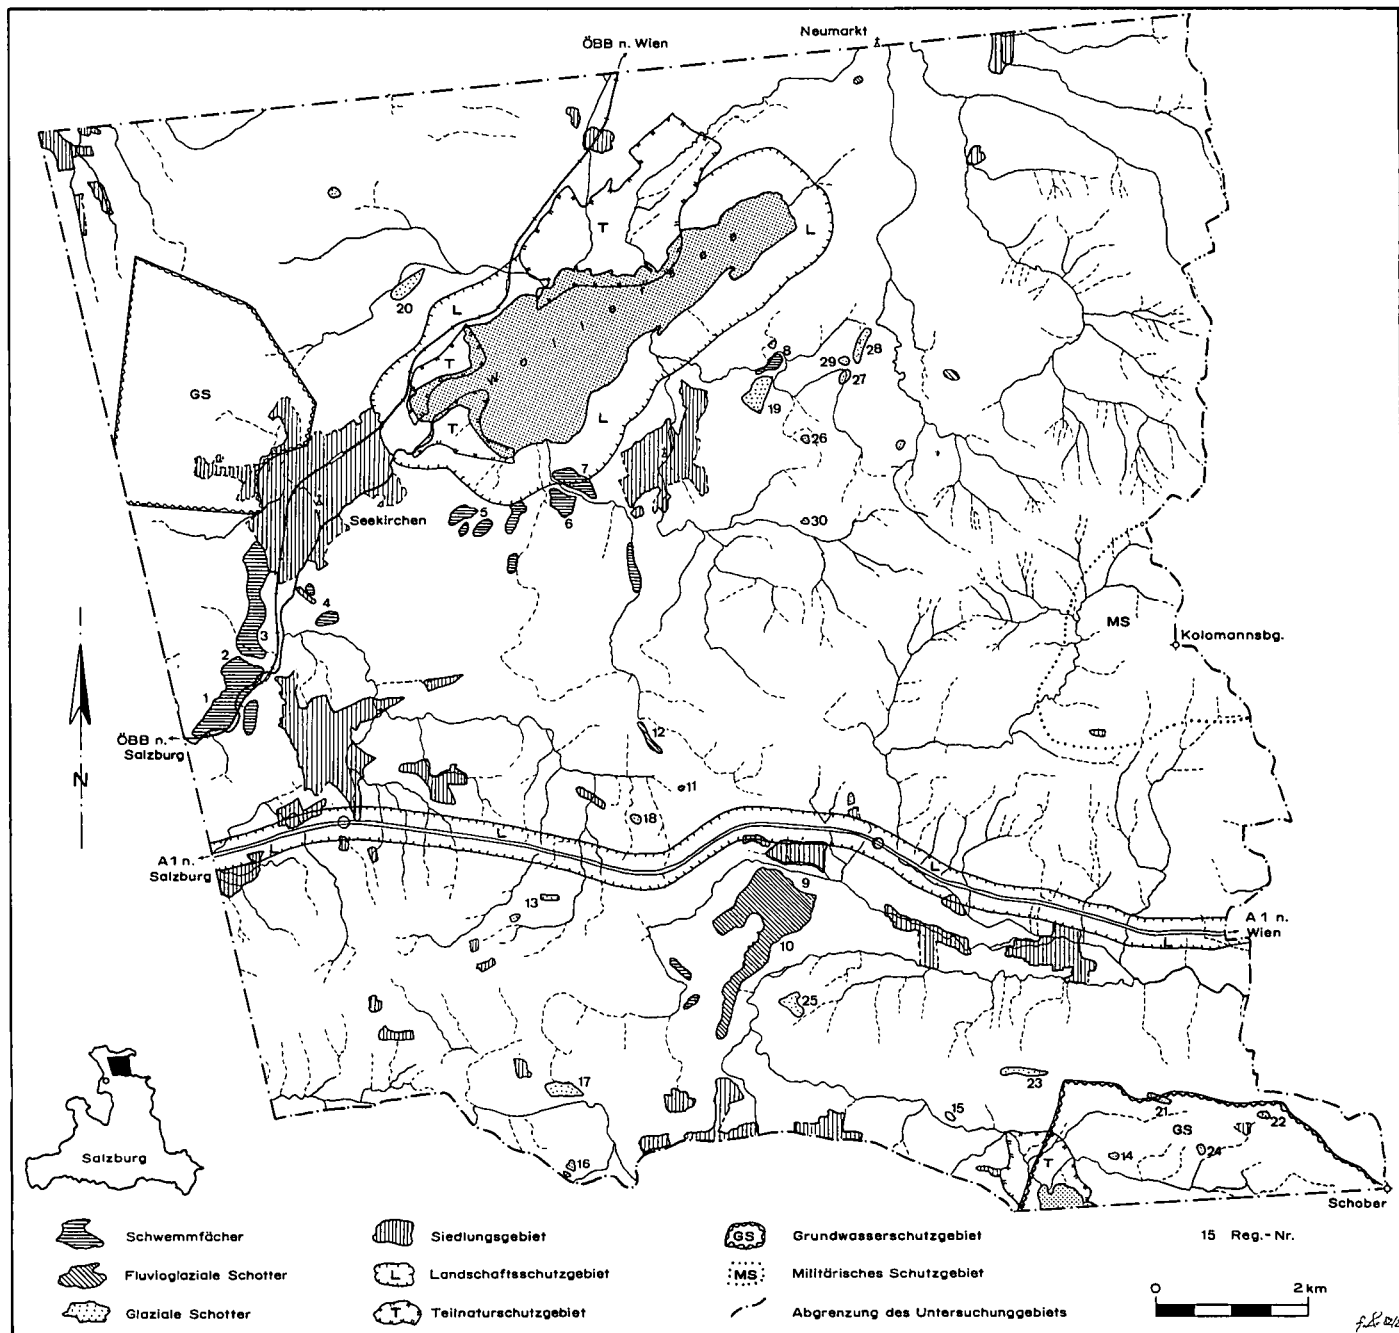 Neumarkt
ÖBB n. Wien
T
L
20
L
T
W o l l e r s e e
8
28
29
27
19
GS
T
L
26
7
5
6
Seekirchen
30
4
3
MS
Kolomannsbg.
2
1
ÖBB n.
Salzburg
N
12
11
18
L
A 1 n.
Salzburg
L
9
L
13
10
A 1 n.
Wien
L
25
17
23
15
21
22
GS
16
T
14
24
Salzburg
Schober
Schwemmfächer
Siedlungsgebiet
GS Grundwasserschutzgebiet
15 Reg.-Nr.
Fluvioglaziale Schotter
L Landschaftsschutzgebiet
MS Militärisches Schutzgebiet
0 2 km
Glaziale Schotter
T Teilnaturschutzgebiet
Abgrenzung des Untersuchunggebiets